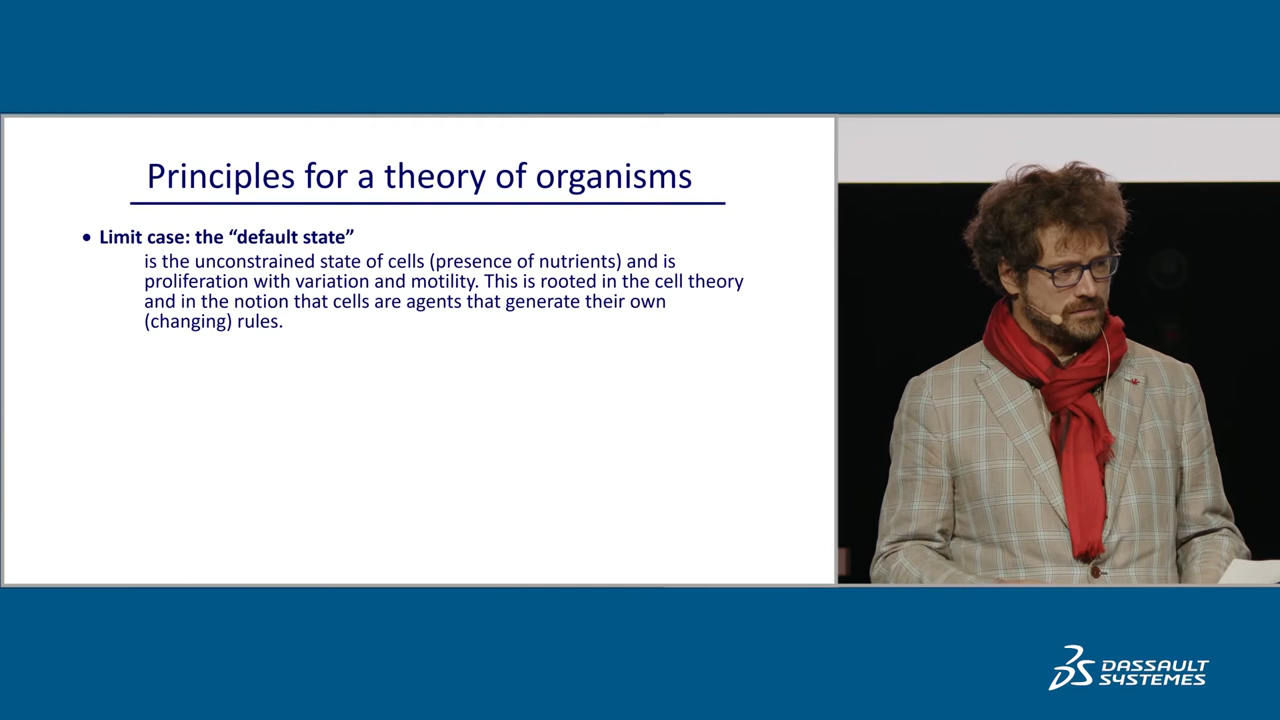 Principles for a theory of organisms
• Limit case: the “default state”
is the unconstrained state of cells (presence of nutrients) and is
proliferation with variation and motility. This is rooted in the cell theory
and in the notion that cells are agents that generate their own
(changing) rules.
DASSAULT
SYSTEMES